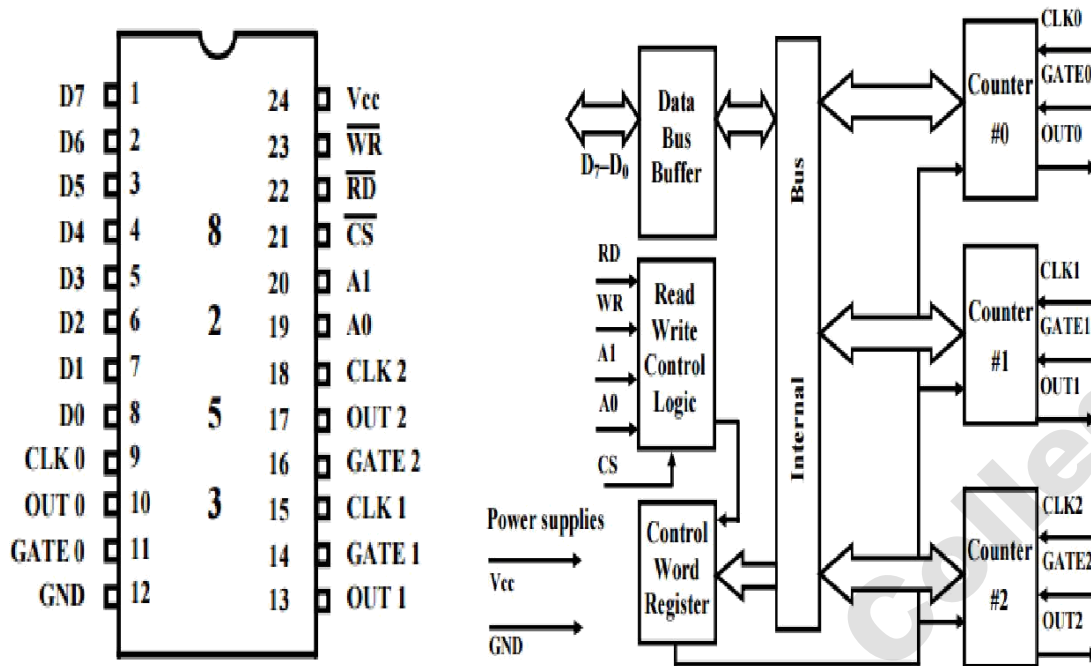 D7 1 24 Vcc
D6 2 23 WR
D5 3 22 RD
D4 4 8 21 CS
D3 5 20 A1
D2 6 2 19 A0
D1 7 18 CLK 2
D0 8 5 17 OUT 2
CLK 0 9 16 GATE 2
OUT 0 10 3 15 CLK 1
GATE 0 11 14 GATE 1
GND 12 13 OUT 1
Data
Bus
Buffer
D7–D0
RD
WR
A1
A0
CS
Read
Write
Control
Logic
Power supplies
Vcc
GND
Control
Word
Register
Internal Bus
Counter
#0
CLK0
GATE0
OUT0
Counter
#1
CLK1
GATE1
OUT1
Counter
#2
CLK2
GATE2
OUT2